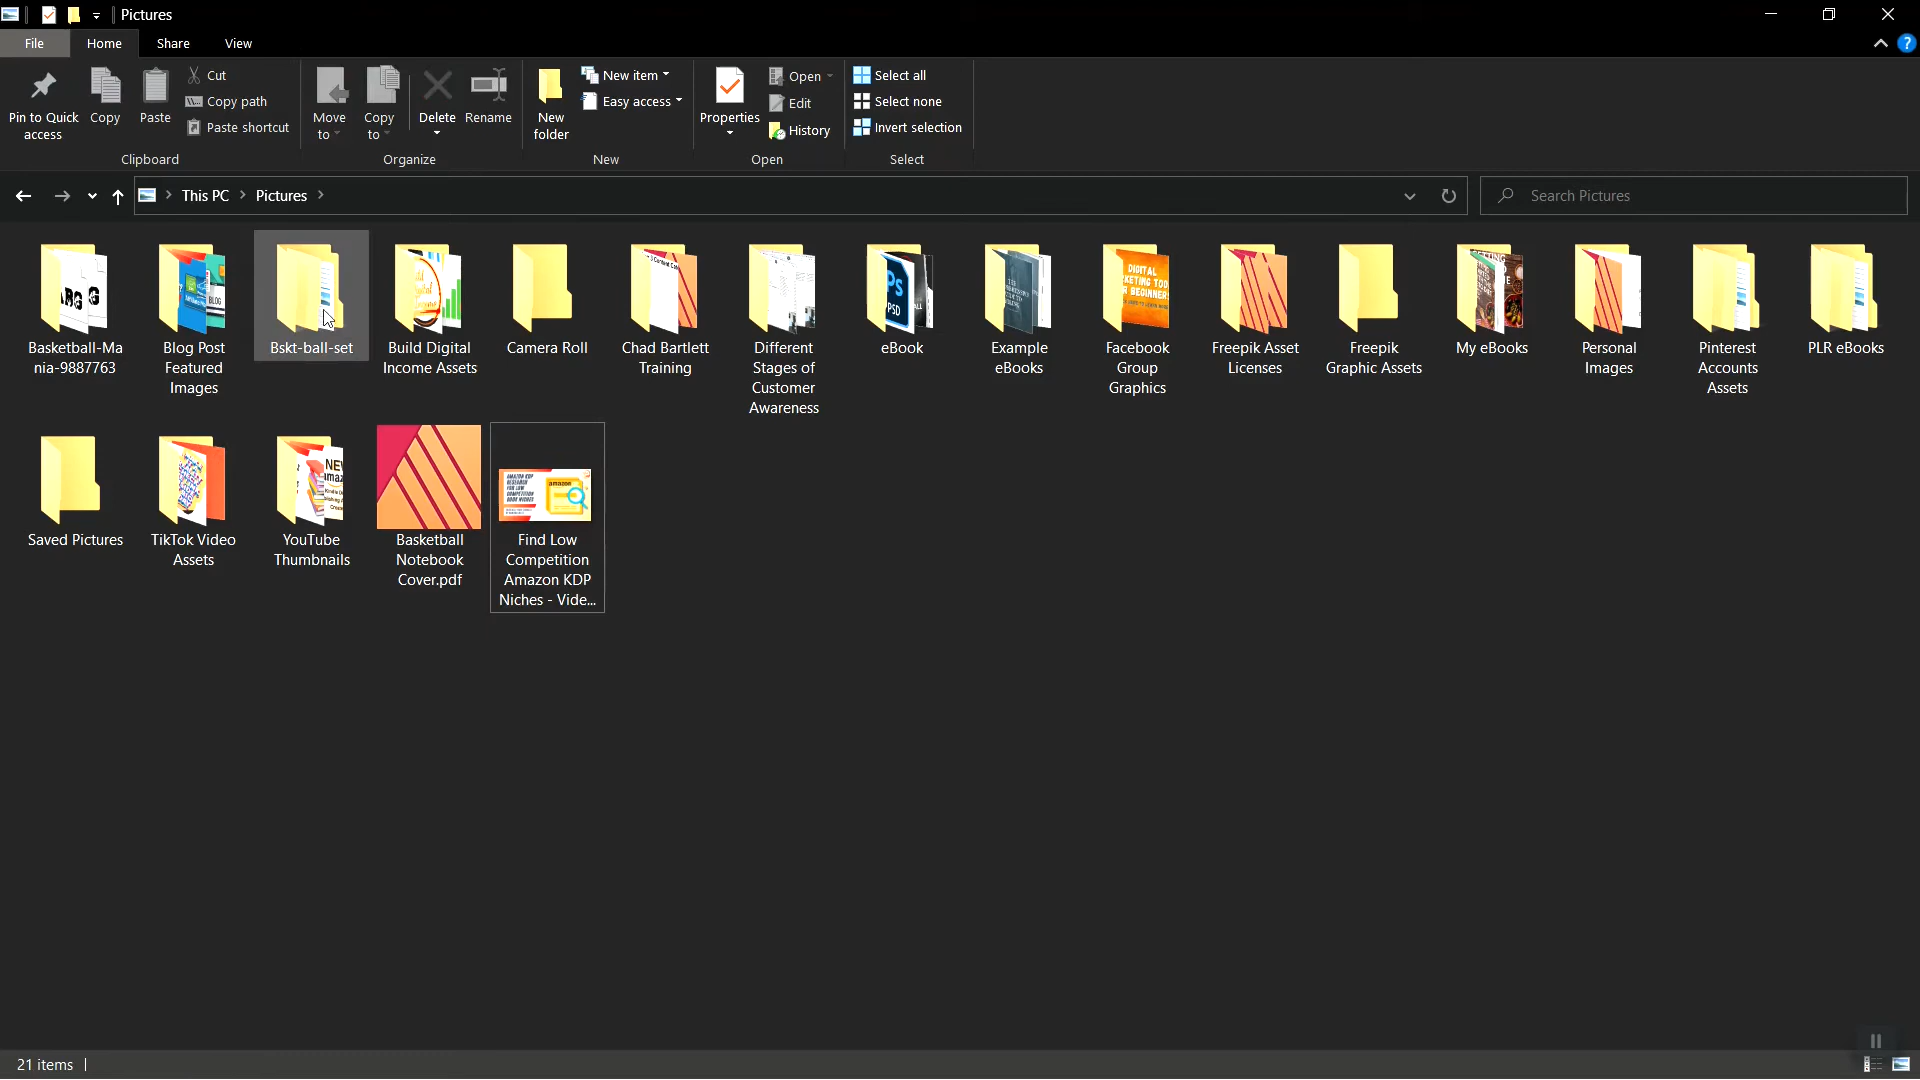 Pictures
File Home Share View
Pin to Quick access
Copy
Paste
Cut
Copy path
Paste shortcut
Clipboard
Move to
Copy to
Delete
Rename
Organize
New folder
New item
Easy access
New
Properties
Open
Edit
History
Open
Select all
Select none
Invert selection
Select
This PC Pictures
Search Pictures
Basketball-Ma
nia-9887763
Blog Post
Featured
Images
Bskt-ball-set
Build Digital
Income Assets
Camera Roll
Chad Bartlett
Training
Different
Stages of
Customer
Awareness
eBook
Example
eBooks
Facebook
Group
Graphics
Freepik Asset
Licenses
Freepik
Graphic Assets
My eBooks
Personal
Images
Pinterest
Accounts
Assets
PLR eBooks
Saved Pictures
TikTok Video
Assets
YouTube
Thumbnails
Basketball
Notebook
Cover.pdf
Find Low
Competition
Amazon KDP
Niches - Vide...
21 items